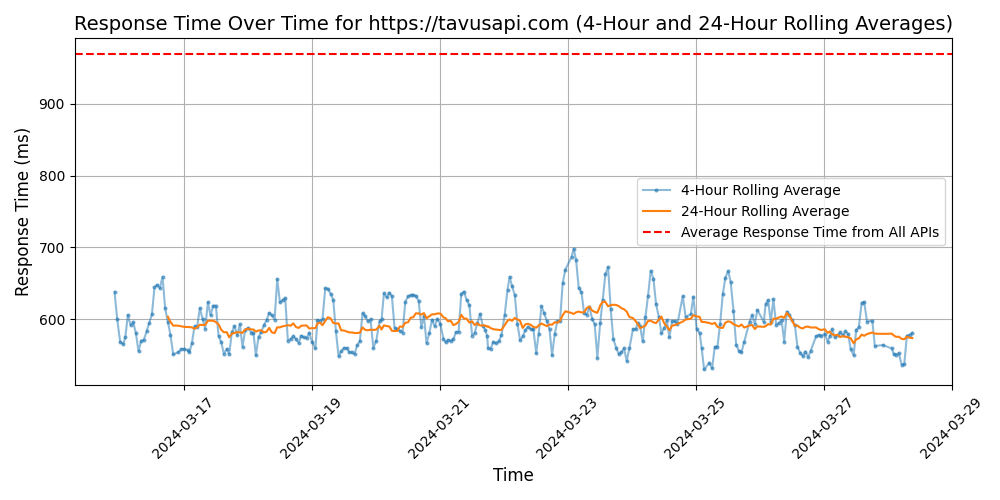 Response Time Over Time for https://tavusapi.com (4-Hour and 24-Hour Rolling Averages)
Response Time (ms)
900
800
700
600
4-Hour Rolling Average
24-Hour Rolling Average
Average Response Time from All APIs
2024-03-17
2024-03-19
2024-03-21
2024-03-23
2024-03-25
2024-03-27
2024-03-29
Time